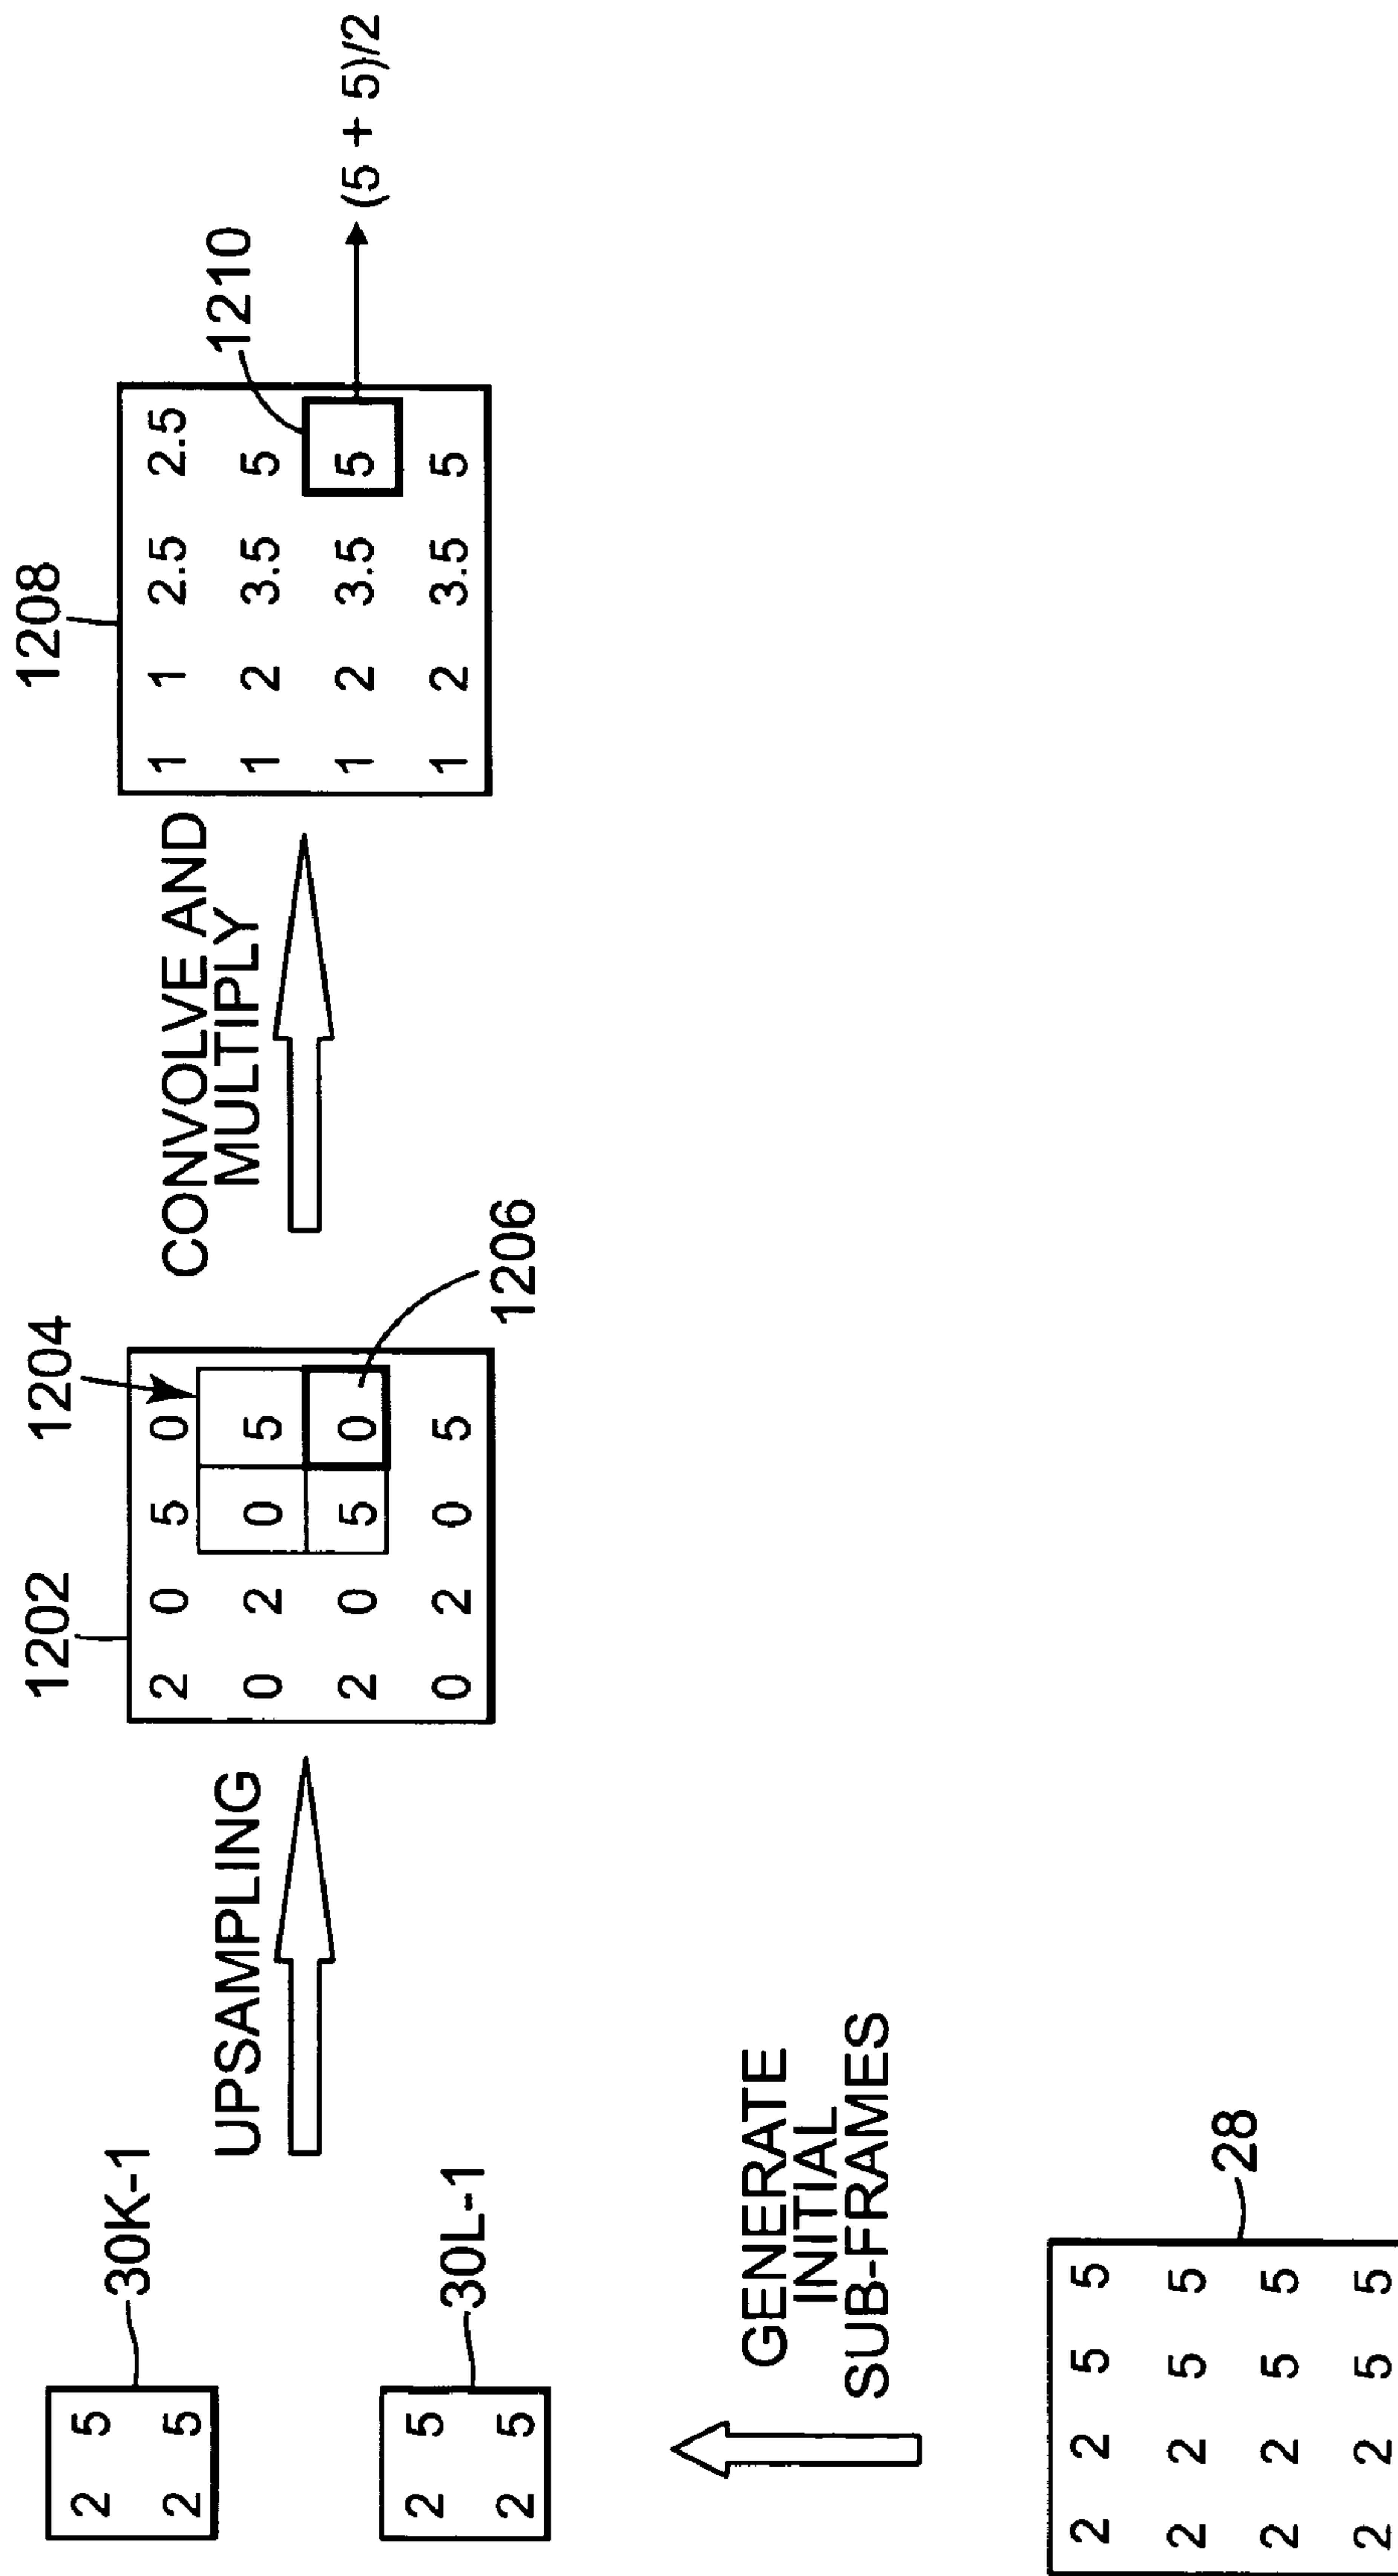 30K-1
2 5
2 5
30L-1
2 5
2 5
UPSAMPLING
1202
1204
2 0 5 0
0 2 0 5
2 0 5 0
0 2 0 5
1206
CONVOLVE AND
MULTIPLY
1208
1 1 2.5 2.5
1 2 3.5 5
1 2 3.5 5
1 2 3.5 5
1210
(5 + 5)/2
GENERATE
INITIAL
SUB-FRAMES
28
2 2 5 5
2 2 5 5
2 2 5 5
2 2 5 5